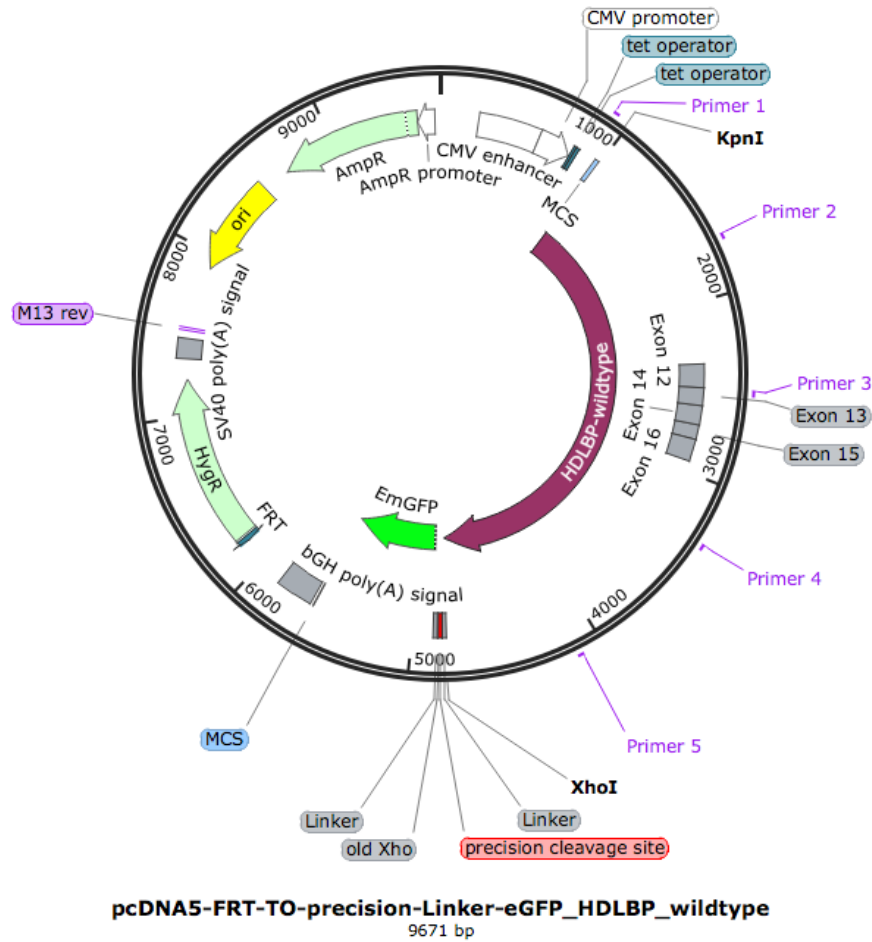 CMV promoter
tet operator
tet operator
Primer 1
KpnI
1000
9000
AmpR
AmpR promoter
CMV enhancer
MCS
Primer 2
ori
8000
2000
M13 rev
SV40 poly(A) signal
HDLBP-wildtype
Exon 12
Exon 14
Exon 16
Primer 3
Exon 13
Exon 15
3000
7000
HygR
FRT
EmGFP
bGH poly(A) signal
6000
4000
5000
Primer 4
Primer 5
MCS
XhoI
Linker
Linker
old Xho
precision cleavage site
pcDNA5-FRT-TO-precision-Linker-eGFP_HDLBP_wildtype
9671 bp